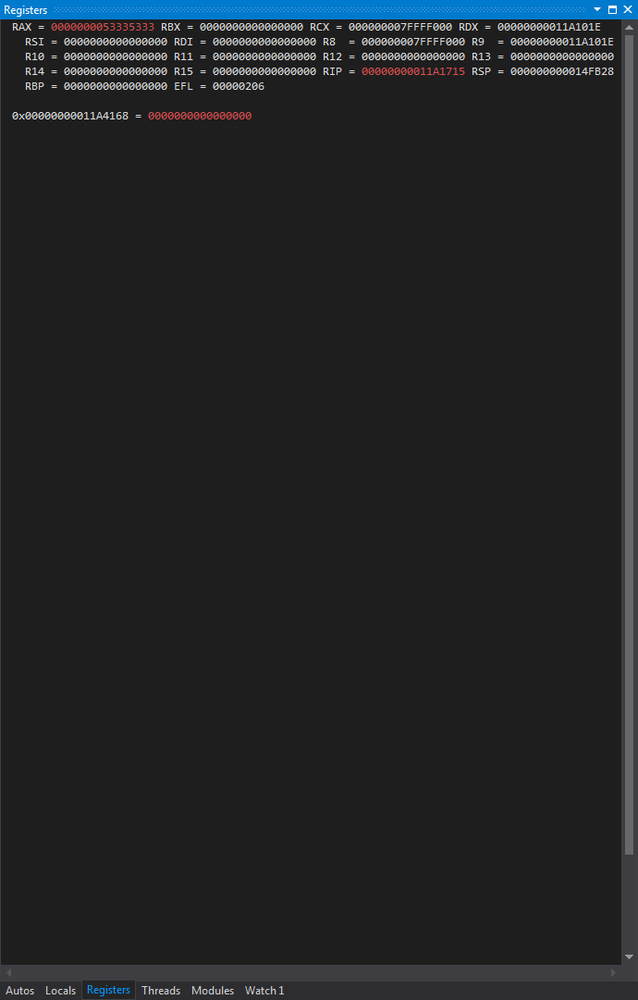 Registers
RAX = 0000000053335333 RBX = 0000000000000000 RCX = 000000007FFFF000 RDX = 00000000011A101E
RSI = 0000000000000000 RDI = 0000000000000000 R8  = 000000007FFFF000 R9  = 00000000011A101E
R10 = 0000000000000000 R11 = 0000000000000000 R12 = 0000000000000000 R13 = 0000000000000000
R14 = 0000000000000000 R15 = 0000000000000000 RIP = 00000000011A1715 RSP = 000000000014FB28
RBP = 0000000000000000 EFL = 00000206
0x00000000011A4168 = 0000000000000000
Autos Locals Registers Threads Modules Watch 1